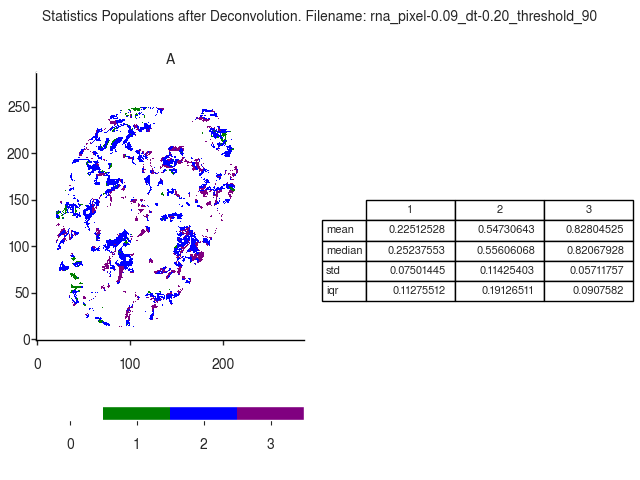 Statistics Populations after Deconvolution. Filename: rna_pixel-0.09_dt-0.20_threshold_90
A
250
200
150
100
50
0
0 100 200
0 1 2 3
1 2 3
mean 0.22512528 0.54730643 0.82804525
median 0.25237553 0.55606068 0.82067928
std 0.07501445 0.11425403 0.05711757
iqr 0.11275512 0.19126511 0.0907582